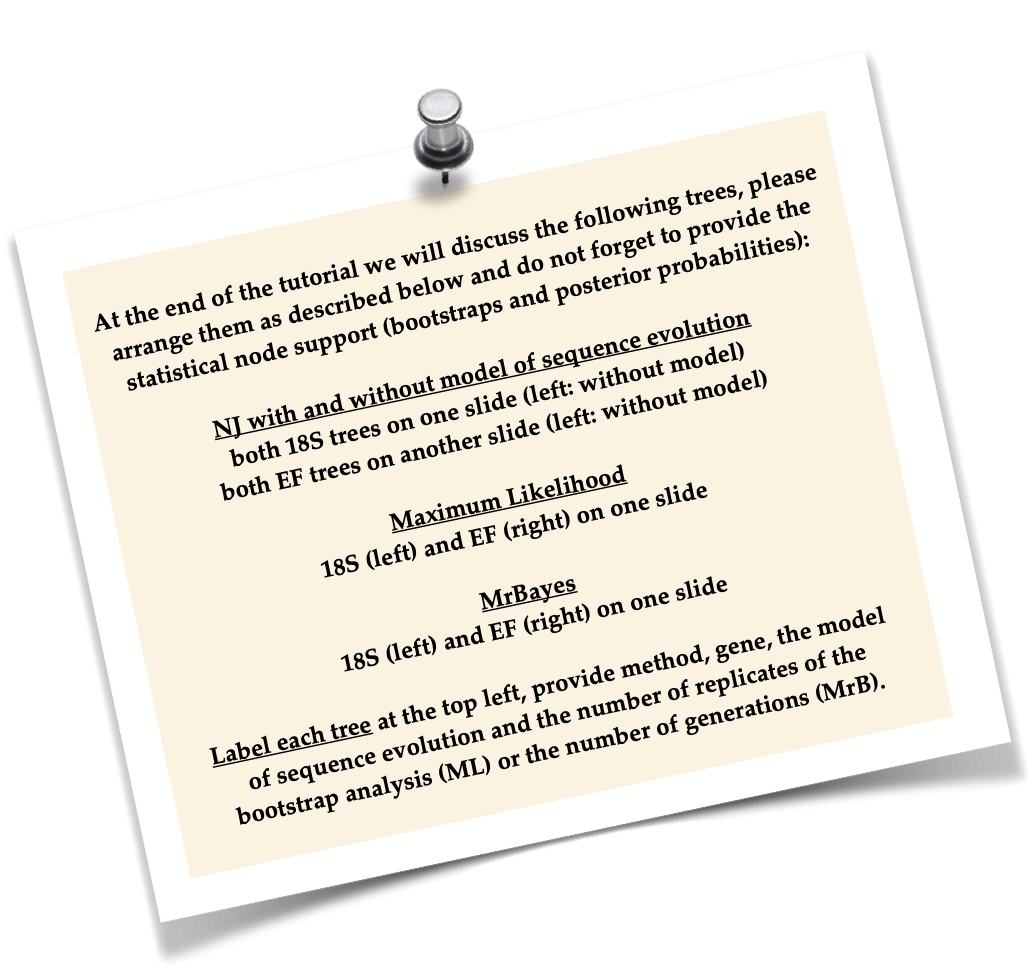 At the end of the tutorial we will discuss the following trees, please
arrange them as described below and do not forget to provide the
statistical node support (bootstraps and posterior probabilities):
NJ with and without model of sequence evolution
both 18S trees on one slide (left: without model)
both EF trees on another slide (left: without model)
Maximum Likelihood
18S (left) and EF (right) on one slide
MrBayes
18S (left) and EF (right) on one slide
Label each tree at the top left, provide method, gene, the model
of sequence evolution and the number of replicates of the
bootstrap analysis (ML) or the number of generations (MrB).